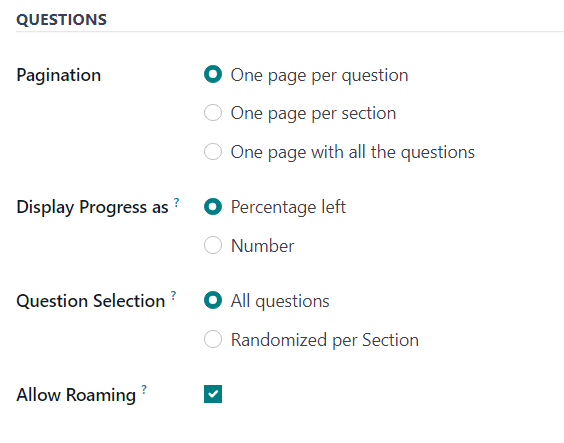 QUESTIONS
Pagination
One page per question
One page per section
One page with all the questions
Display Progress as ?
Percentage left
Number
Question Selection ?
All questions
Randomized per Section
Allow Roaming ?